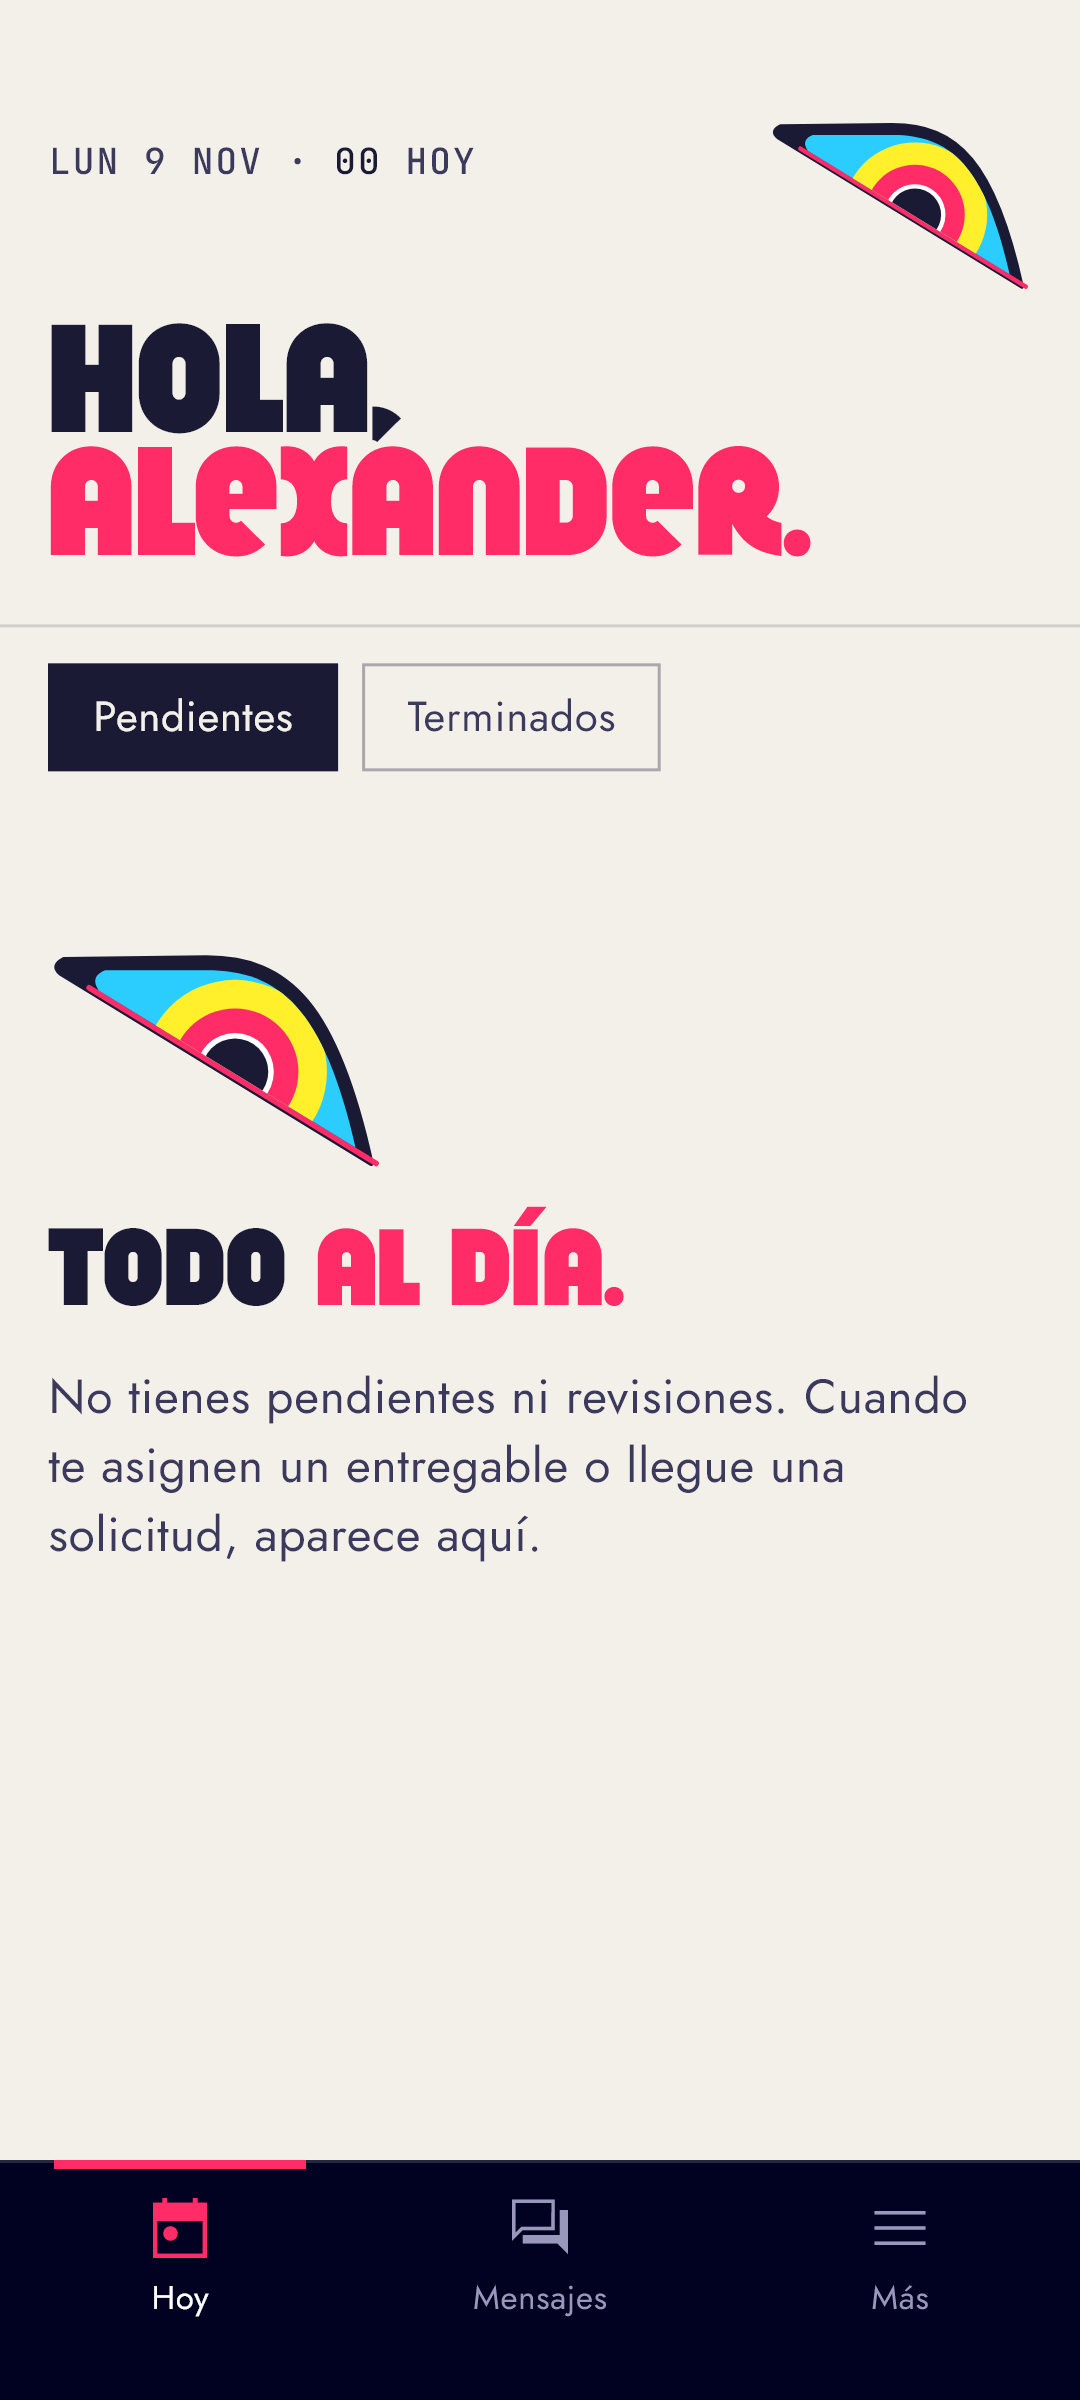 LUN 9 NOV · 00 HOY
HOLA,
ALEXANDER.
Pendientes
Terminados
TODO AL DÍA.
No tienes pendientes ni revisiones. Cuando
te asignen un entregable o llegue una
solicitud, aparece aquí.
Hoy
Mensajes
Más